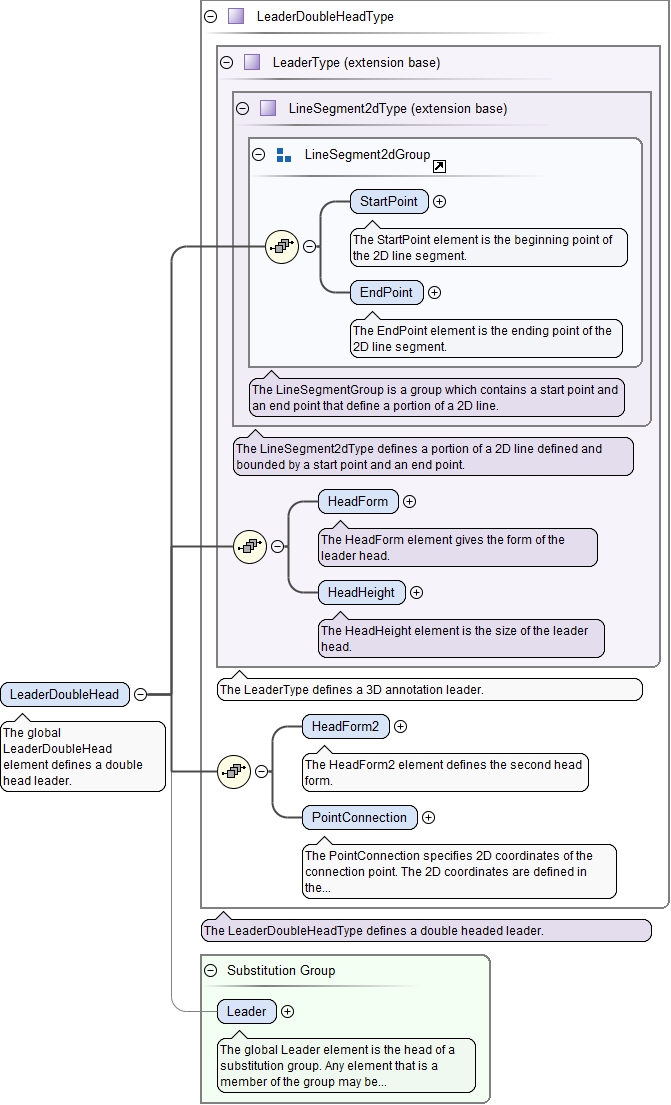 LeaderDoubleHeadType
LeaderType (extension base)
LineSegment2dType (extension base)
LineSegment2dGroup
StartPoint
The StartPoint element is the beginning point of
the 2D line segment.
EndPoint
The EndPoint element is the ending point of the
2D line segment.
The LineSegmentGroup is a group which contains a start point and
an end point that define a portion of a 2D line.
The LineSegment2dType defines a portion of a 2D line defined and
bounded by a start point and an end point.
HeadForm
The HeadForm element gives the form of the
leader head.
HeadHeight
The HeadHeight element is the size of the leader
head.
The LeaderType defines a 3D annotation leader.
LeaderDoubleHead
The global
LeaderDoubleHead
element defines a double
head leader.
HeadForm2
The HeadForm2 element defines the second head
form.
PointConnection
The PointConnection specifies 2D coordinates of the
connection point. The 2D coordinates are defined in
the...
The LeaderDoubleHeadType defines a double headed leader.
Substitution Group
Leader
The global Leader element is the head of a
substitution group. Any element that is a
member of the group may be...